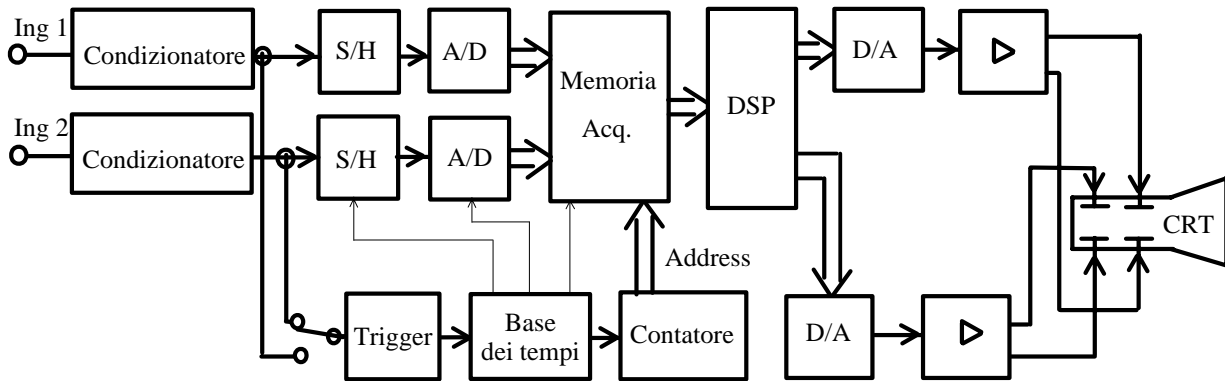 Ing 1
Condizionatore
S/H
A/D
Memoria
Acq.
DSP
D/A
Ing 2
Condizionatore
S/H
A/D
CRT
Address
Trigger
Base
dei tempi
Contatore
D/A